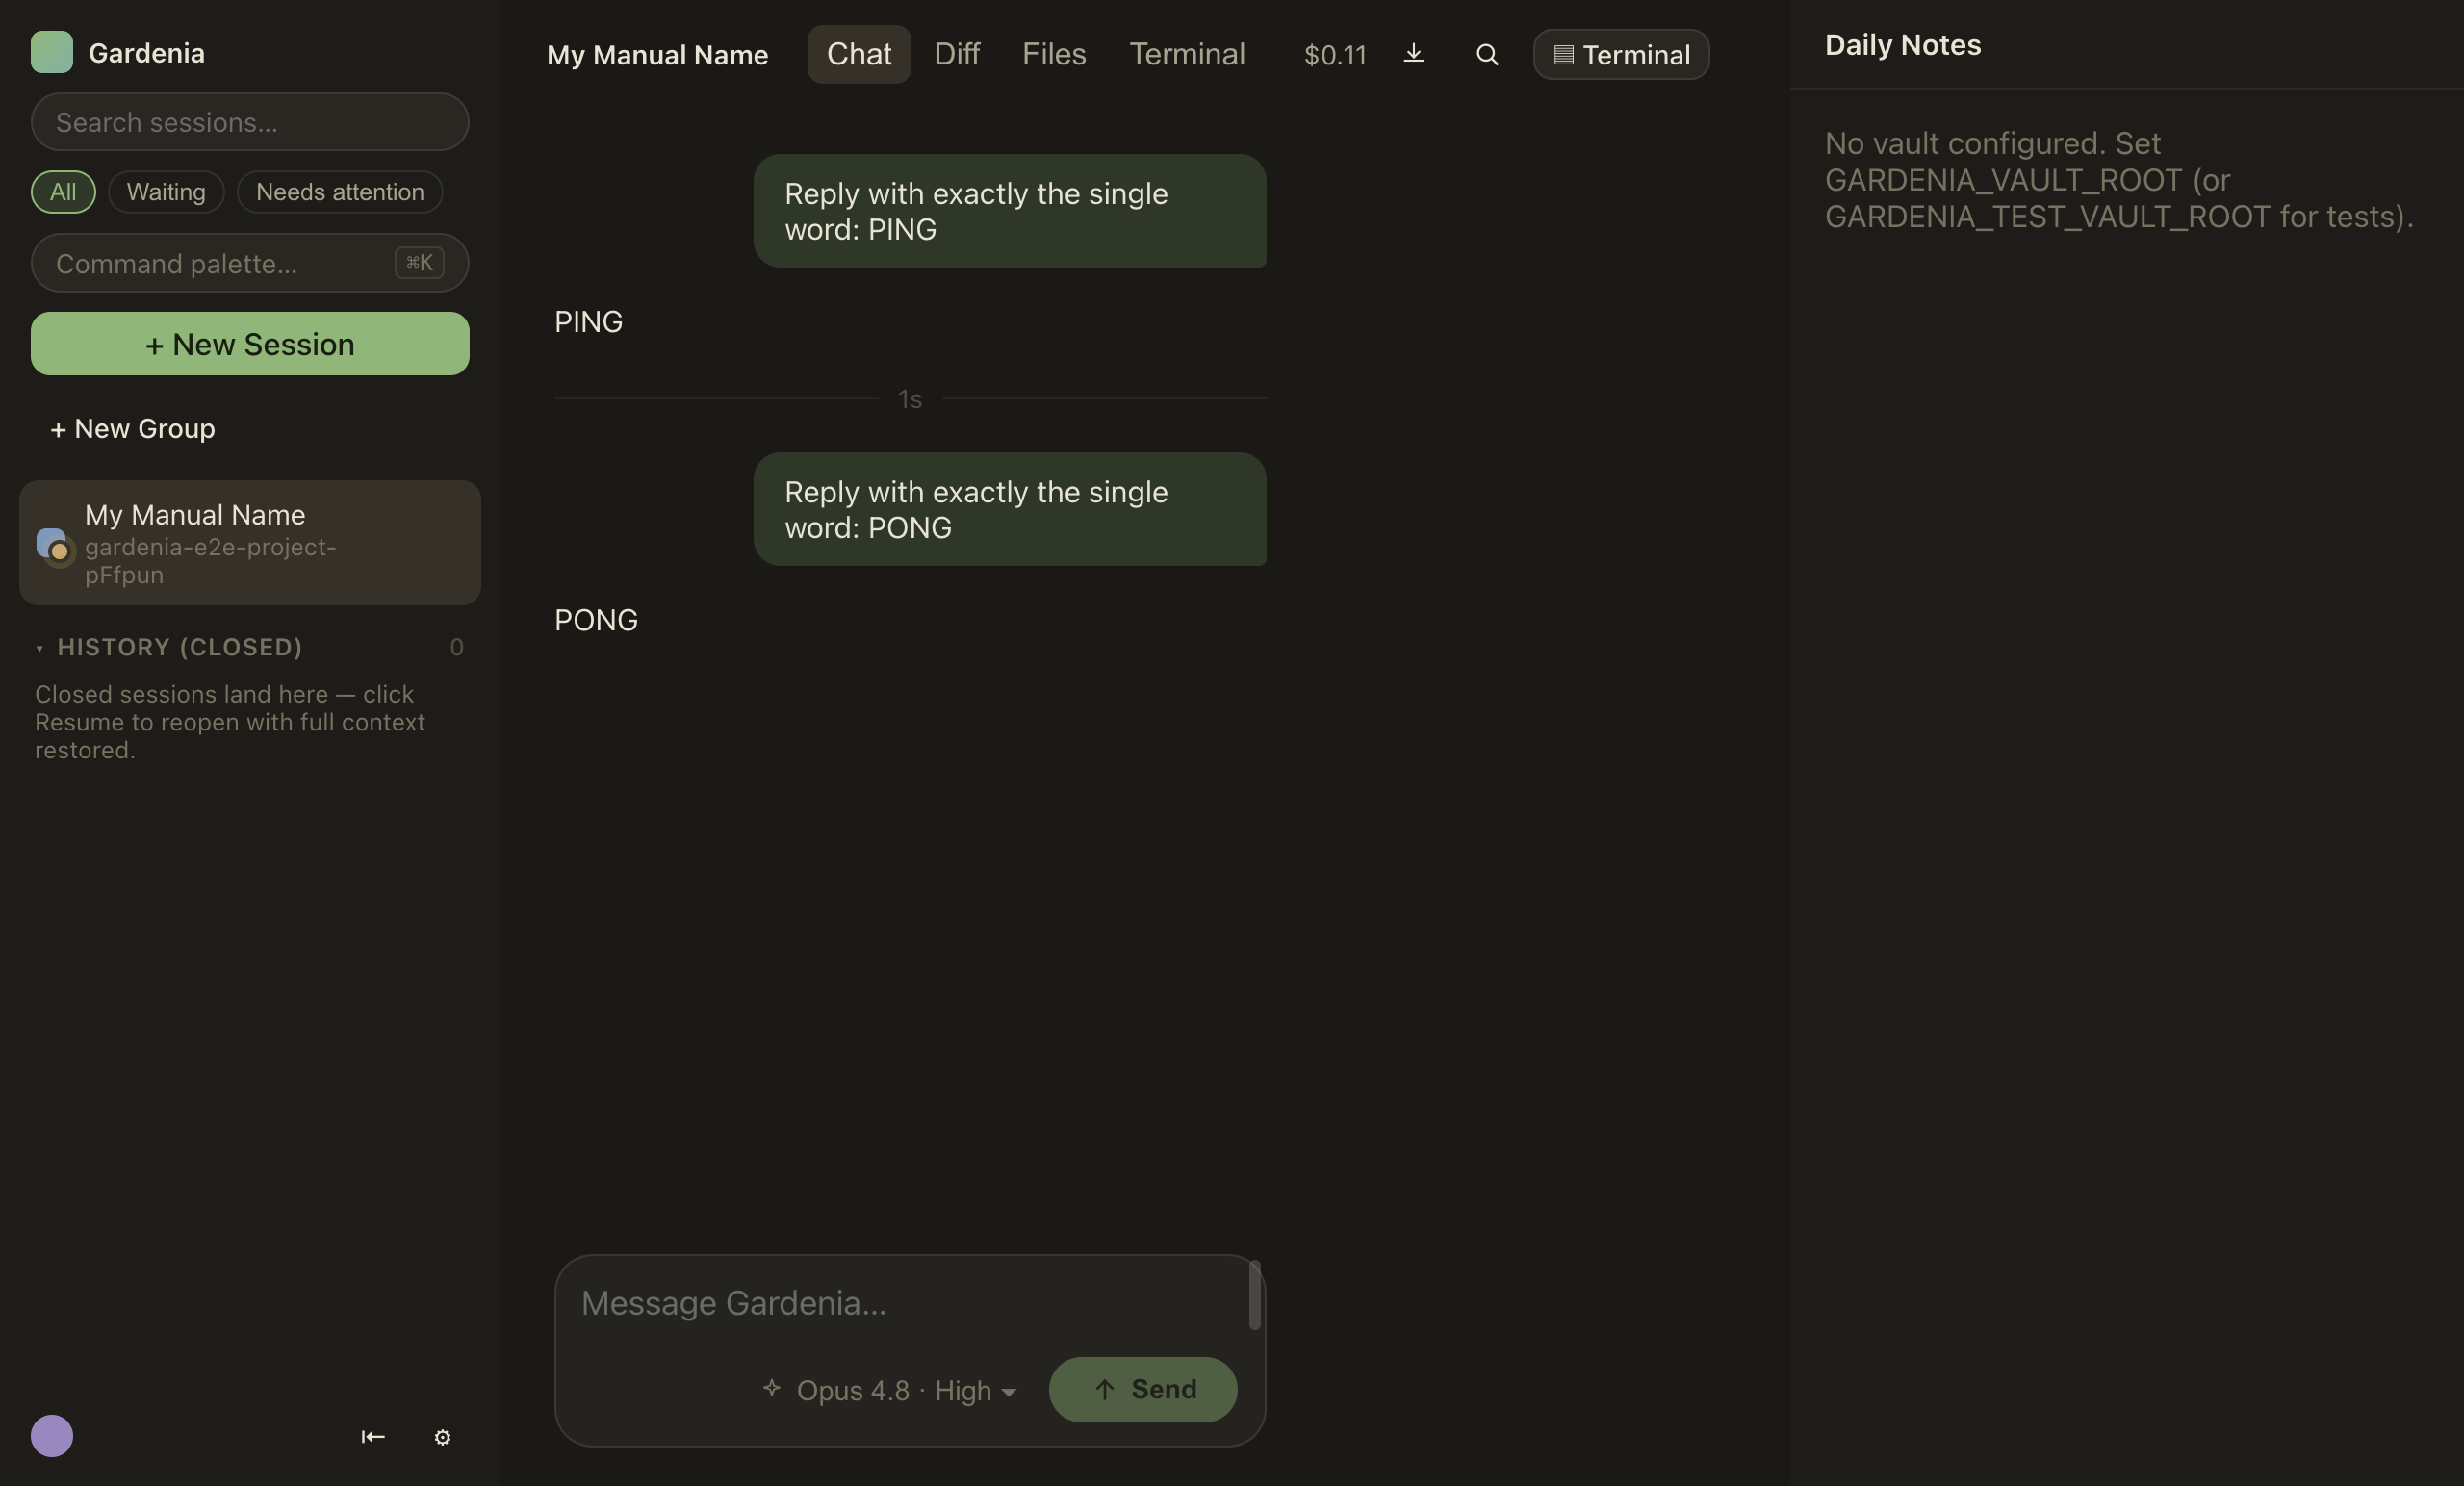 Gardenia
Search sessions...
All
Waiting
Needs attention
Command palette...
⌘K
+ New Session
+ New Group
My Manual Name
gardenia-e2e-project-
pFfpun
▾ HISTORY (CLOSED) 0
Closed sessions land here — click
Resume to reopen with full context
restored.
My Manual Name
Chat
Diff
Files
Terminal
$0.11
Terminal
Reply with exactly the single
word: PING
PING
1s
Reply with exactly the single
word: PONG
PONG
Message Gardenia...
Opus 4.8 · High
Send
Daily Notes
No vault configured. Set
GARDENIA_VAULT_ROOT (or
GARDENIA_TEST_VAULT_ROOT for tests).